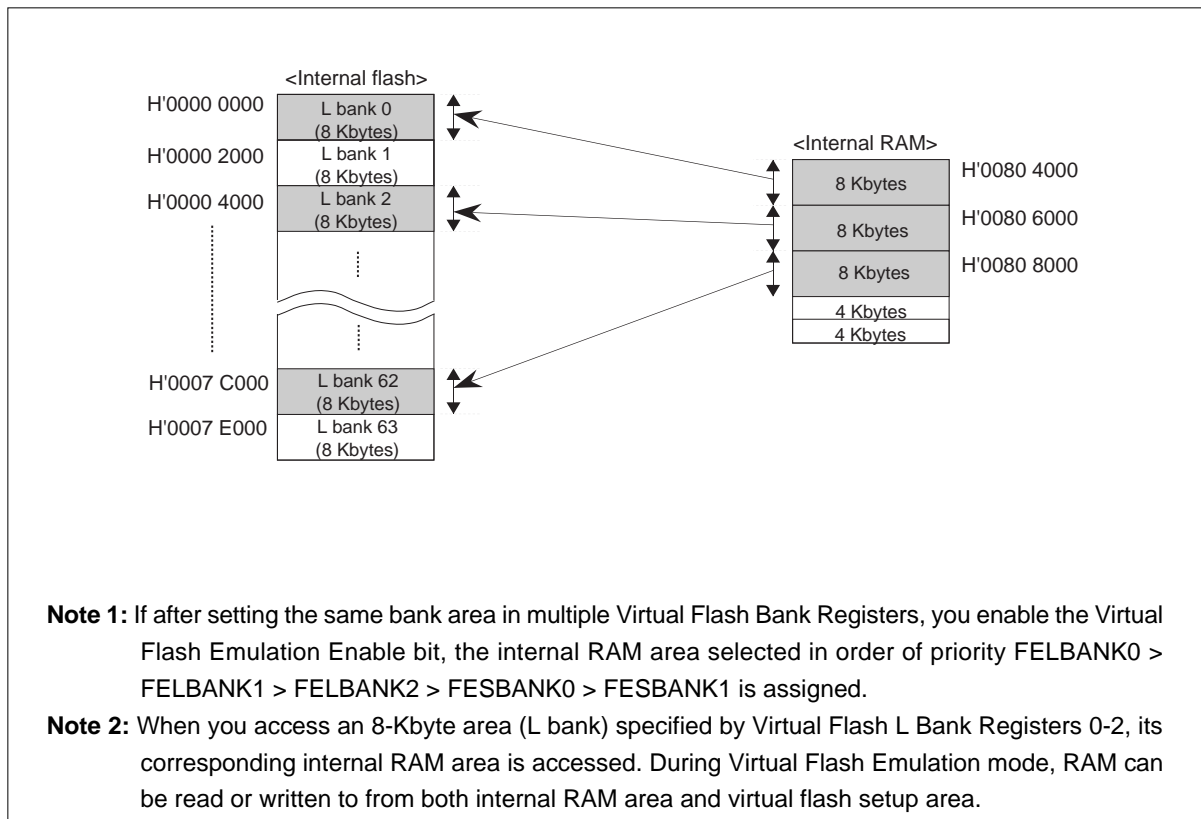 <Internal flash>
H'0000 0000
L bank 0
(8 Kbytes)
H'0000 2000
L bank 1
(8 Kbytes)
H'0000 4000
L bank 2
(8 Kbytes)
H'0007 C000
L bank 62
(8 Kbytes)
H'0007 E000
L bank 63
(8 Kbytes)
<Internal RAM>
8 Kbytes
H'0080 4000
8 Kbytes
H'0080 6000
8 Kbytes
H'0080 8000
4 Kbytes
4 Kbytes
Note 1: If after setting the same bank area in multiple Virtual Flash Bank Registers, you enable the Virtual
Flash Emulation Enable bit, the internal RAM area selected in order of priority FELBANK0 >
FELBANK1 > FELBANK2 > FESBANK0 > FESBANK1 is assigned.
Note 2: When you access an 8-Kbyte area (L bank) specified by Virtual Flash L Bank Registers 0-2, its
corresponding internal RAM area is accessed. During Virtual Flash Emulation mode, RAM can
be read or written to from both internal RAM area and virtual flash setup area.